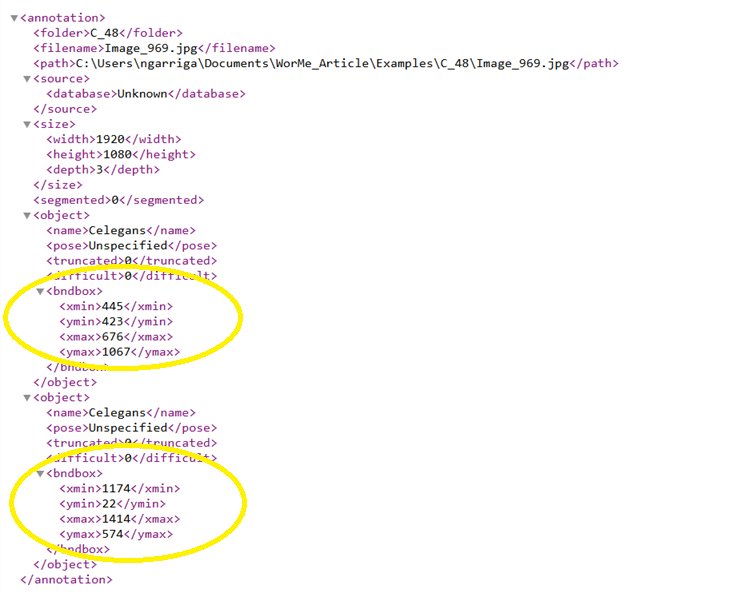 <annotation>
<folder>C_48</folder>
<filename>Image_969.jpg</filename>
<path>C:\Users\ngarriga\Documents\WorMe_Article\Examples\C_48\Image_969.jpg</path>
<source>
<database>Unknown</database>
</source>
<size>
<width>1920</width>
<height>1080</height>
<depth>3</depth>
</size>
<segmented>0</segmented>
<object>
<name>Celegans</name>
<pose>Unspecified</pose>
<truncated>0</truncated>
<difficult>0</difficult>
<bndbox>
<xmin>445</xmin>
<ymin>423</ymin>
<xmax>676</xmax>
<ymax>1067</ymax>
</bndbox>
</object>
<object>
<name>Celegans</name>
<pose>Unspecified</pose>
<truncated>0</truncated>
<difficult>0</difficult>
<bndbox>
<xmin>1174</xmin>
<ymin>22</ymin>
<xmax>1414</xmax>
<ymax>574</ymax>
</bndbox>
</object>
</annotation>